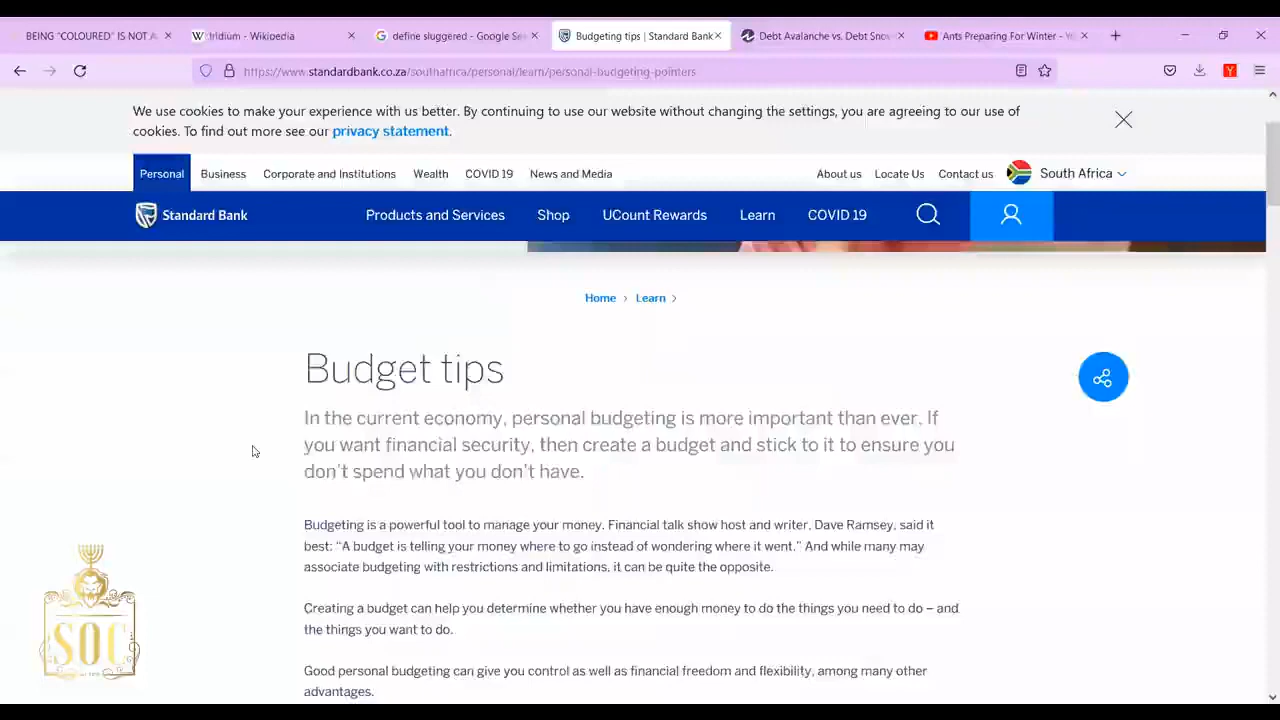 BEING "COLOURED" IS NOT A
Iridium - Wikipedia
define sluggered - Google Se
Budgeting tips | Standard Bank
Debt Avalanche vs. Debt Snow
Ants Preparing For Winter - Y
https://www.standardbank.co.za/southafrica/personal/learn/personal-budgeting-pointers
We use cookies to make your experience with us better. By continuing to use our website without changing the settings, you are agreeing to our use of
cookies. To find out more see our privacy statement.
Personal Business Corporate and Institutions Wealth COVID 19 News and Media About us Locate Us Contact us South Africa
Standard Bank Products and Services Shop UCount Rewards Learn COVID 19
Home › Learn ›
Budget tips
In the current economy, personal budgeting is more important than ever. If
you want financial security, then create a budget and stick to it to ensure you
don't spend what you don't have.
Budgeting is a powerful tool to manage your money. Financial talk show host and writer, Dave Ramsey, said it
best: “A budget is telling your money where to go instead of wondering where it went.” And while many may
associate budgeting with restrictions and limitations, it can be quite the opposite.
Creating a budget can help you determine whether you have enough money to do the things you need to do – and
the things you want to do.
Good personal budgeting can give you control as well as financial freedom and flexibility, among many other
advantages.
SOC